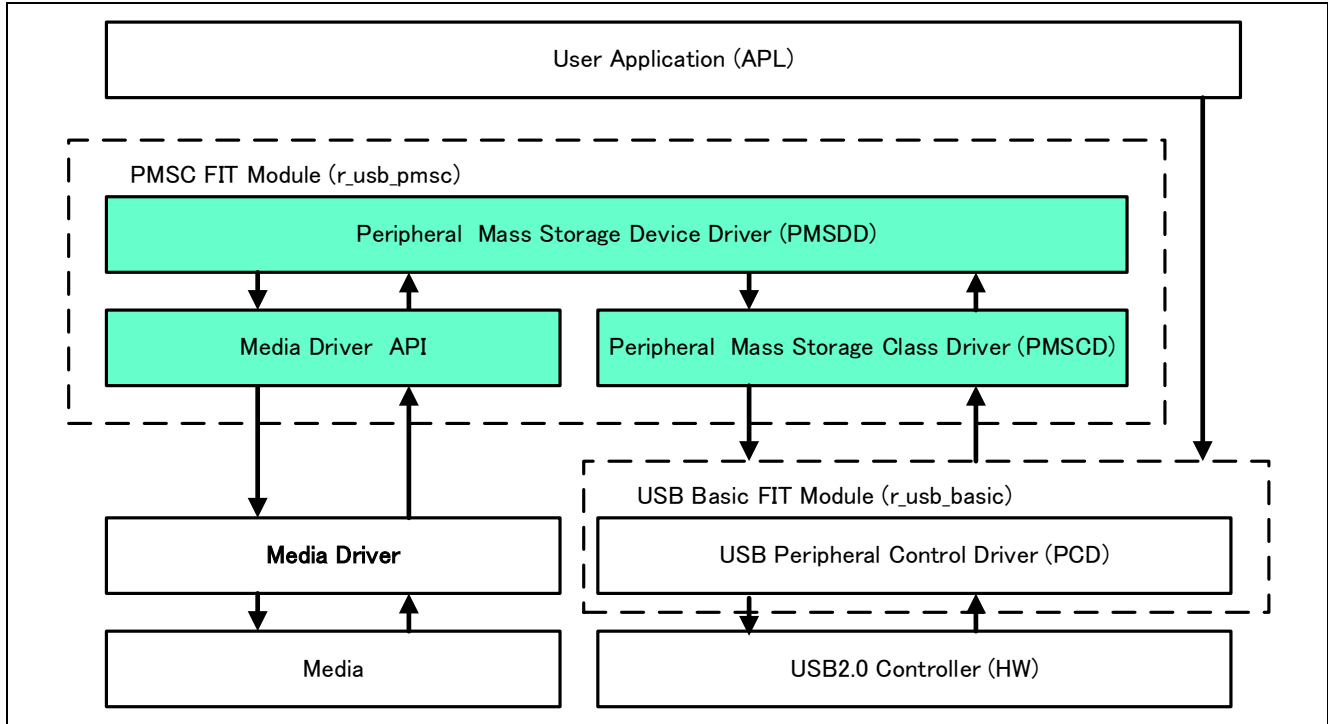 User Application (APL)
PMSC FIT Module (r_usb_pmsc)
Peripheral Mass Storage Device Driver (PMSDD)
Media Driver API
Peripheral Mass Storage Class Driver (PMSCD)
USB Basic FIT Module (r_usb_basic)
Media Driver
USB Peripheral Control Driver (PCD)
Media
USB2.0 Controller (HW)